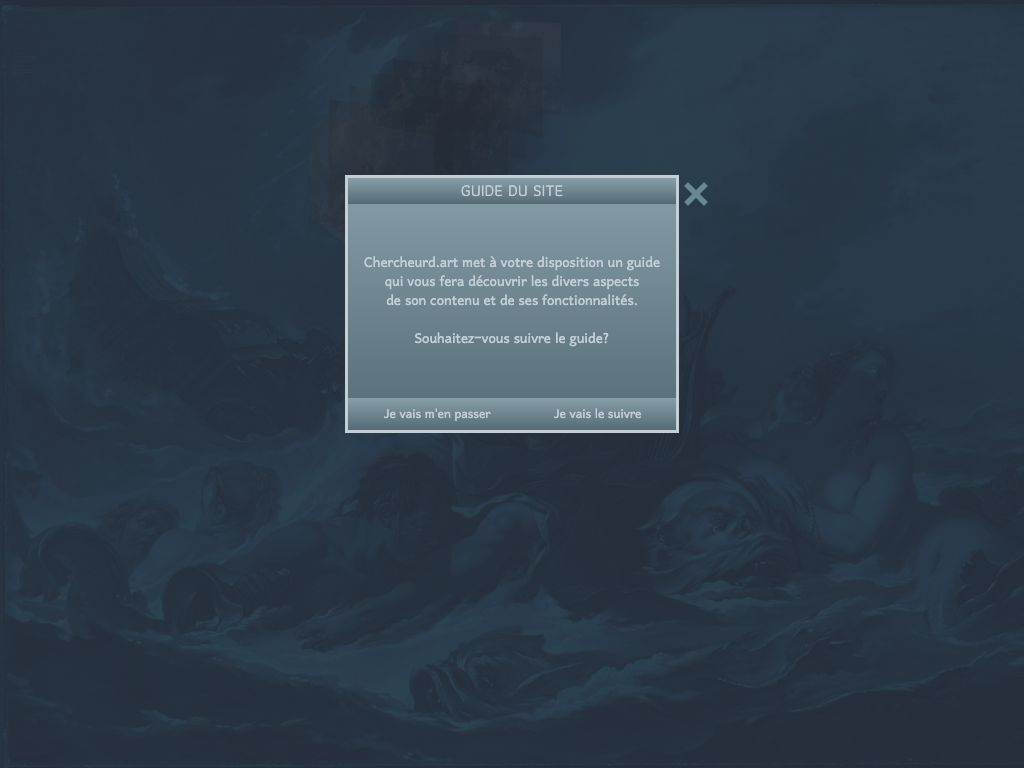 GUIDE DU SITE
Chercheurd.art met à votre disposition un guide
qui vous fera découvrir les divers aspects
de son contenu et de ses fonctionnalités.
Souhaitez-vous suivre le guide?
Je vais m'en passer
Je vais le suivre